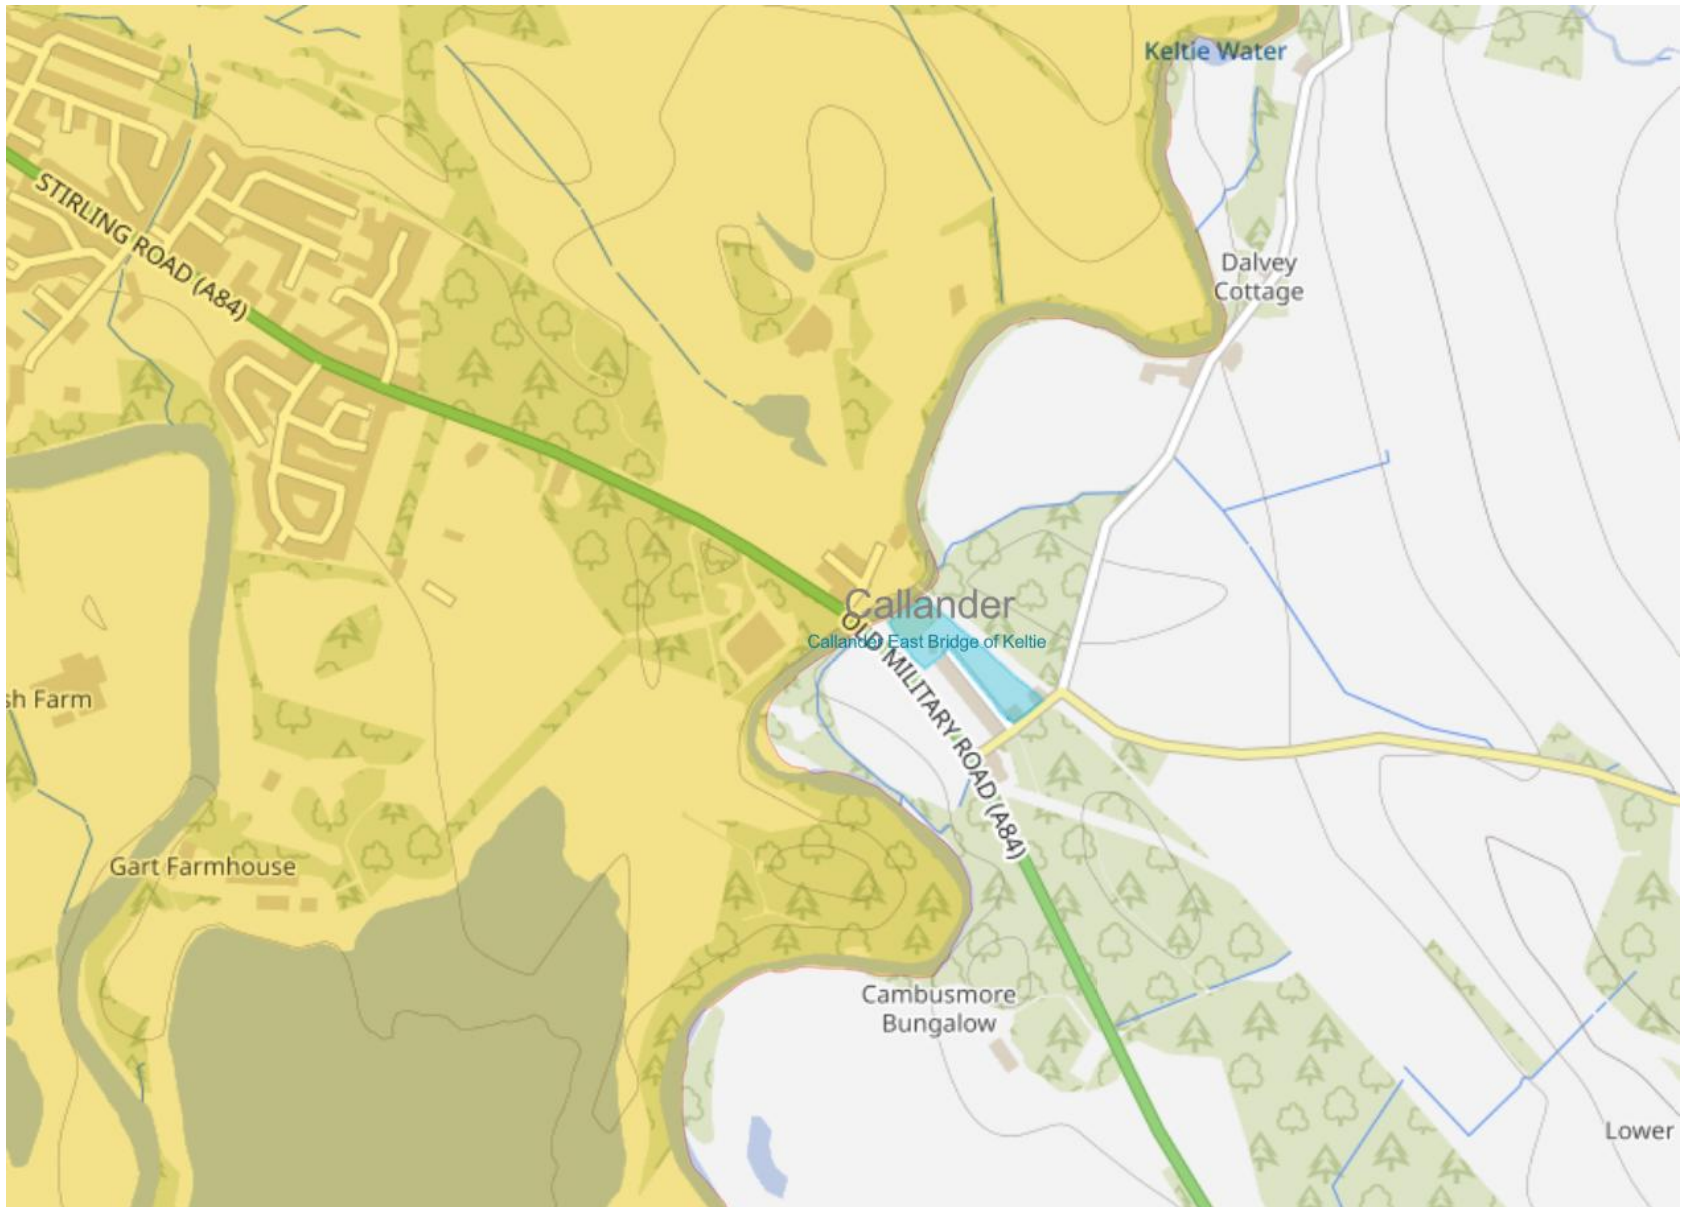 Keltie Water
STIRLING ROAD (A84)
Dalvey
Cottage
Callander
Callander East Bridge of Keltie
OLD MILITARY ROAD (A84)
sh Farm
Gart Farmhouse
Cambusmore
Bungalow
Lower